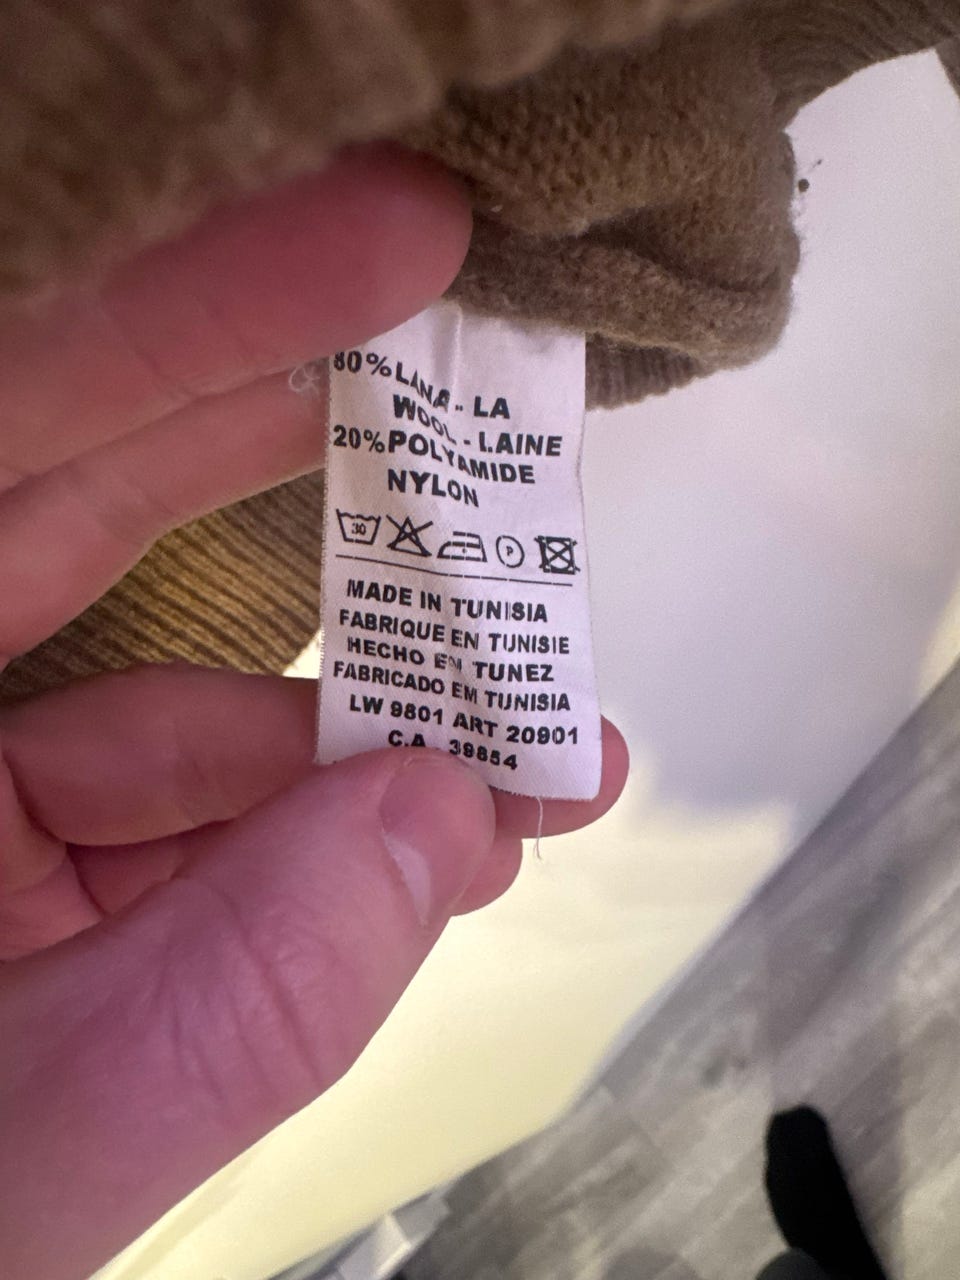 80%LANA - LA
WOOL - LAINE
20%POLYAMIDE
NYLON
30 P
MADE IN TUNISIA
FABRIQUE EN TUNISIE
HECHO EN TUNEZ
FABRICADO EM TUNISIA
LW 9801 ART 20901
C.A. 39854